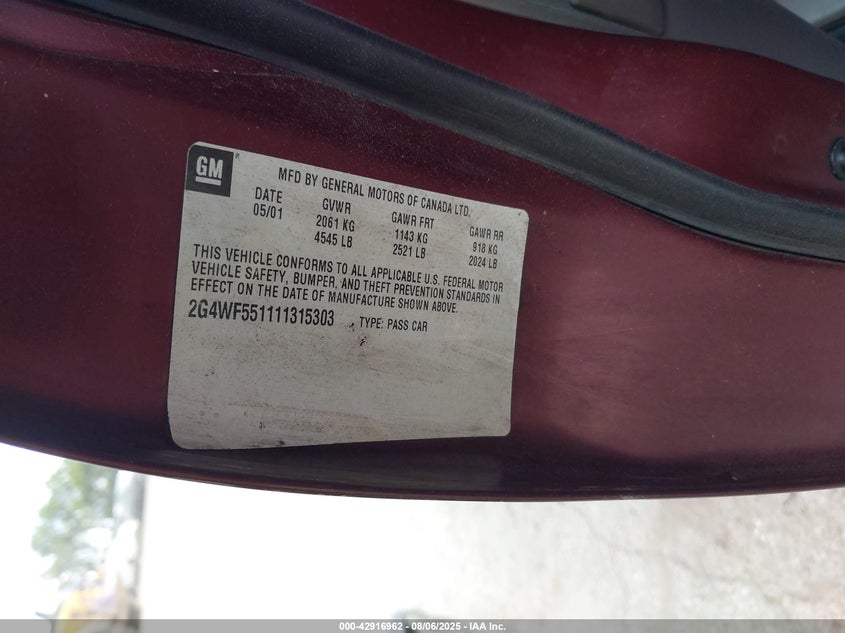 GM
MFD BY GENERAL MOTORS OF CANADA LTD.
DATE GVWR GAWR FRT GAWR RR
05/01 2061 KG 1143 KG 918 KG
4545 LB 2521 LB 2024 LB
THIS VEHICLE CONFORMS TO ALL APPLICABLE U.S. FEDERAL MOTOR
VEHICLE SAFETY, BUMPER, AND THEFT PREVENTION STANDARDS IN
EFFECT ON THE DATE OF MANUFACTURE SHOWN ABOVE.
2G4WF551111315303 TYPE: PASS CAR
000-42916962 - 08/06/2025 - IAA Inc.